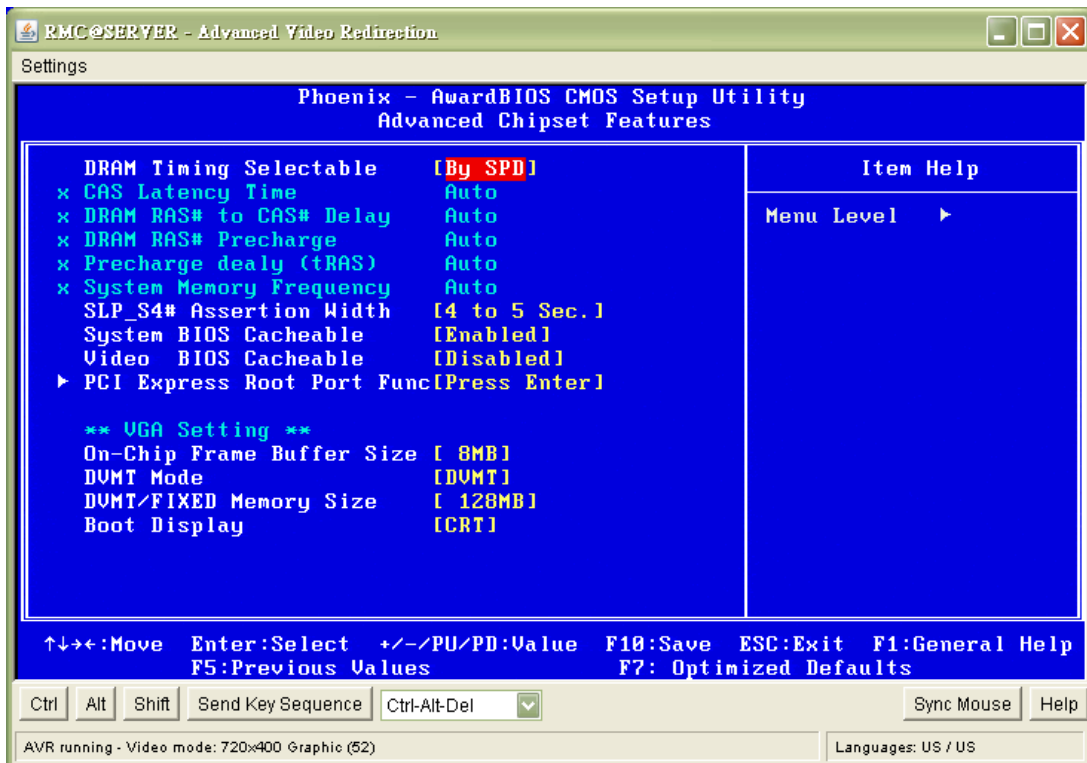 RMC@SERVER - Advanced Video Redirection
Settings
Phoenix - AwardBIOS CMOS Setup Utility
Advanced Chipset Features
DRAM Timing Selectable [By SPD]
x CAS Latency Time Auto
x DRAM RAS# to CAS# Delay Auto
x DRAM RAS# Precharge Auto
x Precharge dealy (tRAS) Auto
x System Memory Frequency Auto
SLP_S4# Assertion Width [4 to 5 Sec.]
System BIOS Cacheable [Enabled]
Video BIOS Cacheable [Disabled]
▶ PCI Express Root Port Func[Press Enter]
** VGA Setting **
On-Chip Frame Buffer Size [ 8MB]
DVMT Mode [DVMT]
DVMT/FIXED Memory Size [ 128MB]
Boot Display [CRT]
Item Help
Menu Level ▶
↑↓→←:Move Enter:Select +/-/PU/PD:Value F10:Save ESC:Exit F1:General Help
F5:Previous Values F7: Optimized Defaults
Ctrl Alt Shift Send Key Sequence Ctrl-Alt-Del Sync Mouse Help
AVR running - Video mode: 720x400 Graphic (52) Languages: US / US